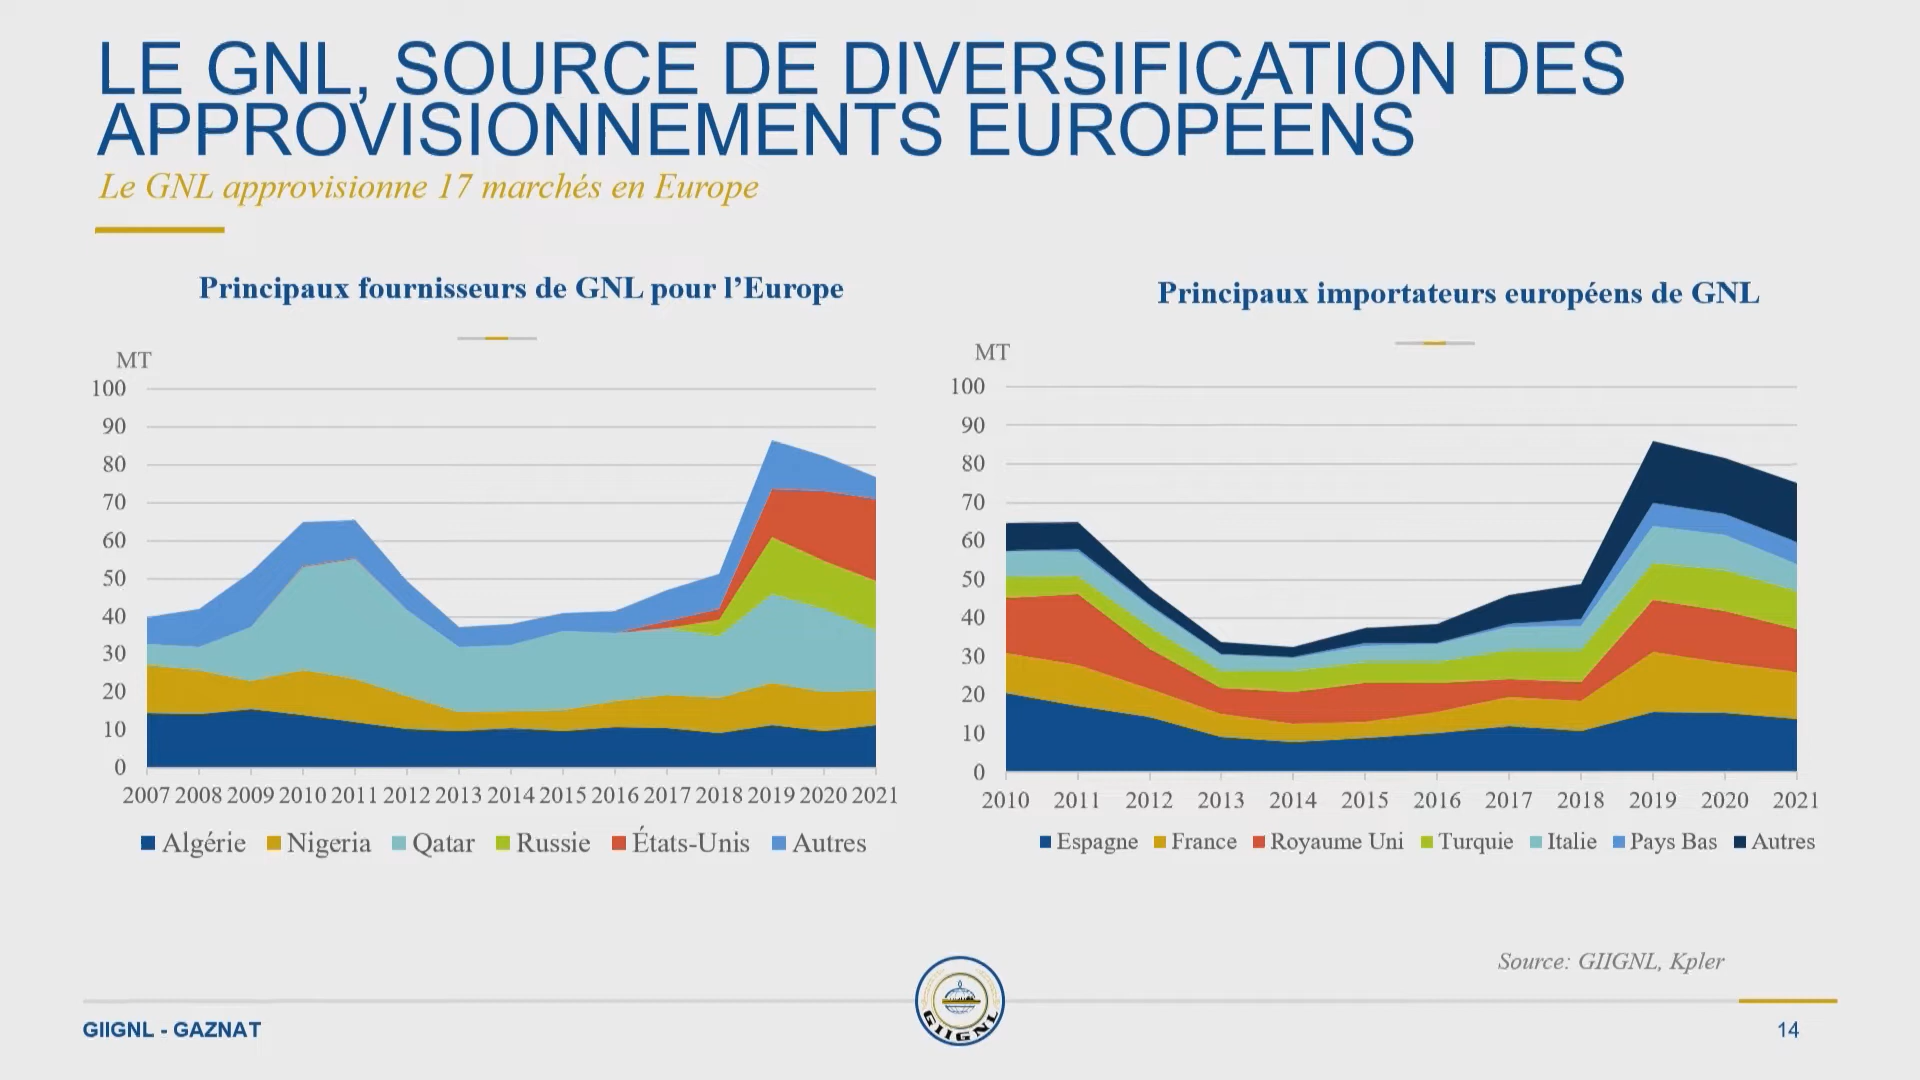 LE GNL, SOURCE DE DIVERSIFICATION DES
APPROVISIONNEMENTS EUROPÉENS
Le GNL approvisionne 17 marchés en Europe
Principaux fournisseurs de GNL pour l’Europe
MT
100
90
80
70
60
50
40
30
20
10
0
2007 2008 2009 2010 2011 2012 2013 2014 2015 2016 2017 2018 2019 2020 2021
Algérie Nigeria Qatar Russie États-Unis Autres
Principaux importateurs européens de GNL
MT
100
90
80
70
60
50
40
30
20
10
0
2010 2011 2012 2013 2014 2015 2016 2017 2018 2019 2020 2021
Espagne France Royaume Uni Turquie Italie Pays Bas Autres
Source: GIIGNL, Kpler
GIIGNL - GAZNAT
GIIGNL
14